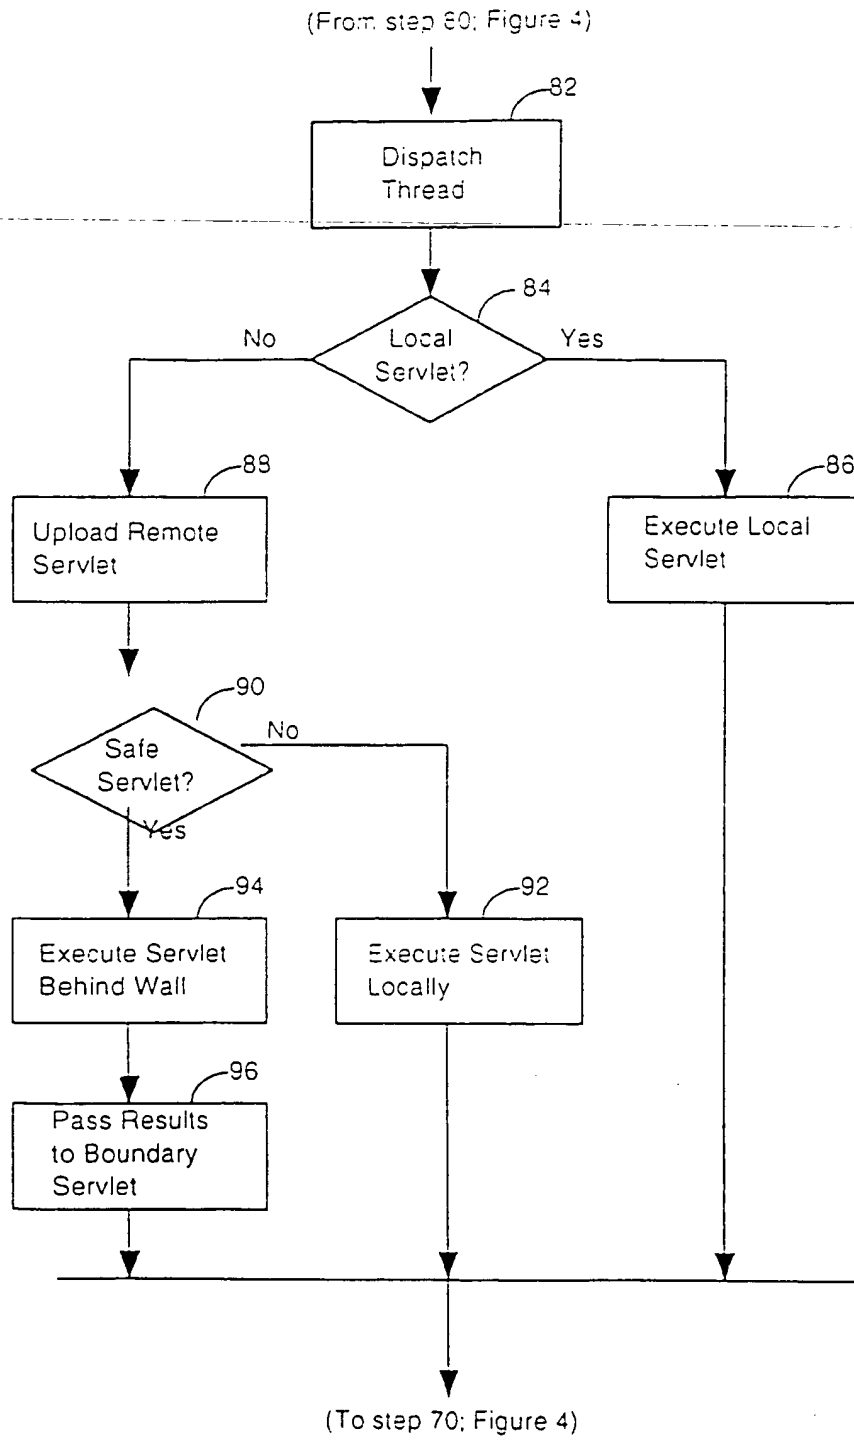 (From step 80; Figure 4)
82
Dispatch
Thread
84
No
Local
Servlet?
Yes
88
86
Upload Remote
Servlet
Execute Local
Servlet
90
No
Safe
Servlet?
Yes
94
92
Execute Servlet
Behind Wall
Execute Servlet
Locally
96
Pass Results
to Boundary
Servlet
(To step 70; Figure 4)